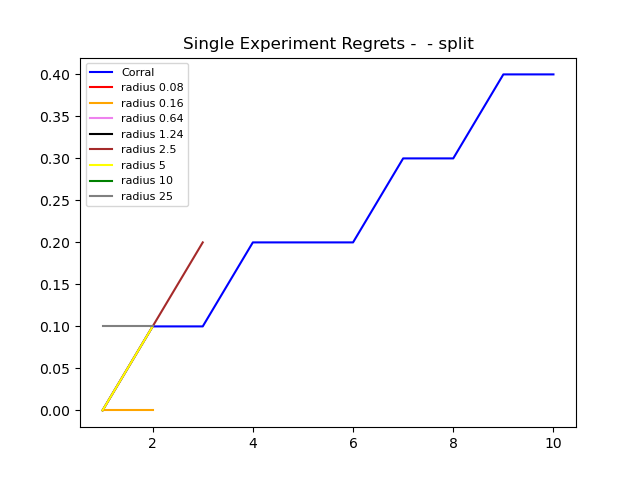 Single Experiment Regrets -  - split
0.40
0.35
0.30
0.25
0.20
0.15
0.10
0.05
0.00
Corral
radius 0.08
radius 0.16
radius 0.64
radius 1.24
radius 2.5
radius 5
radius 10
radius 25
2 4 6 8 10